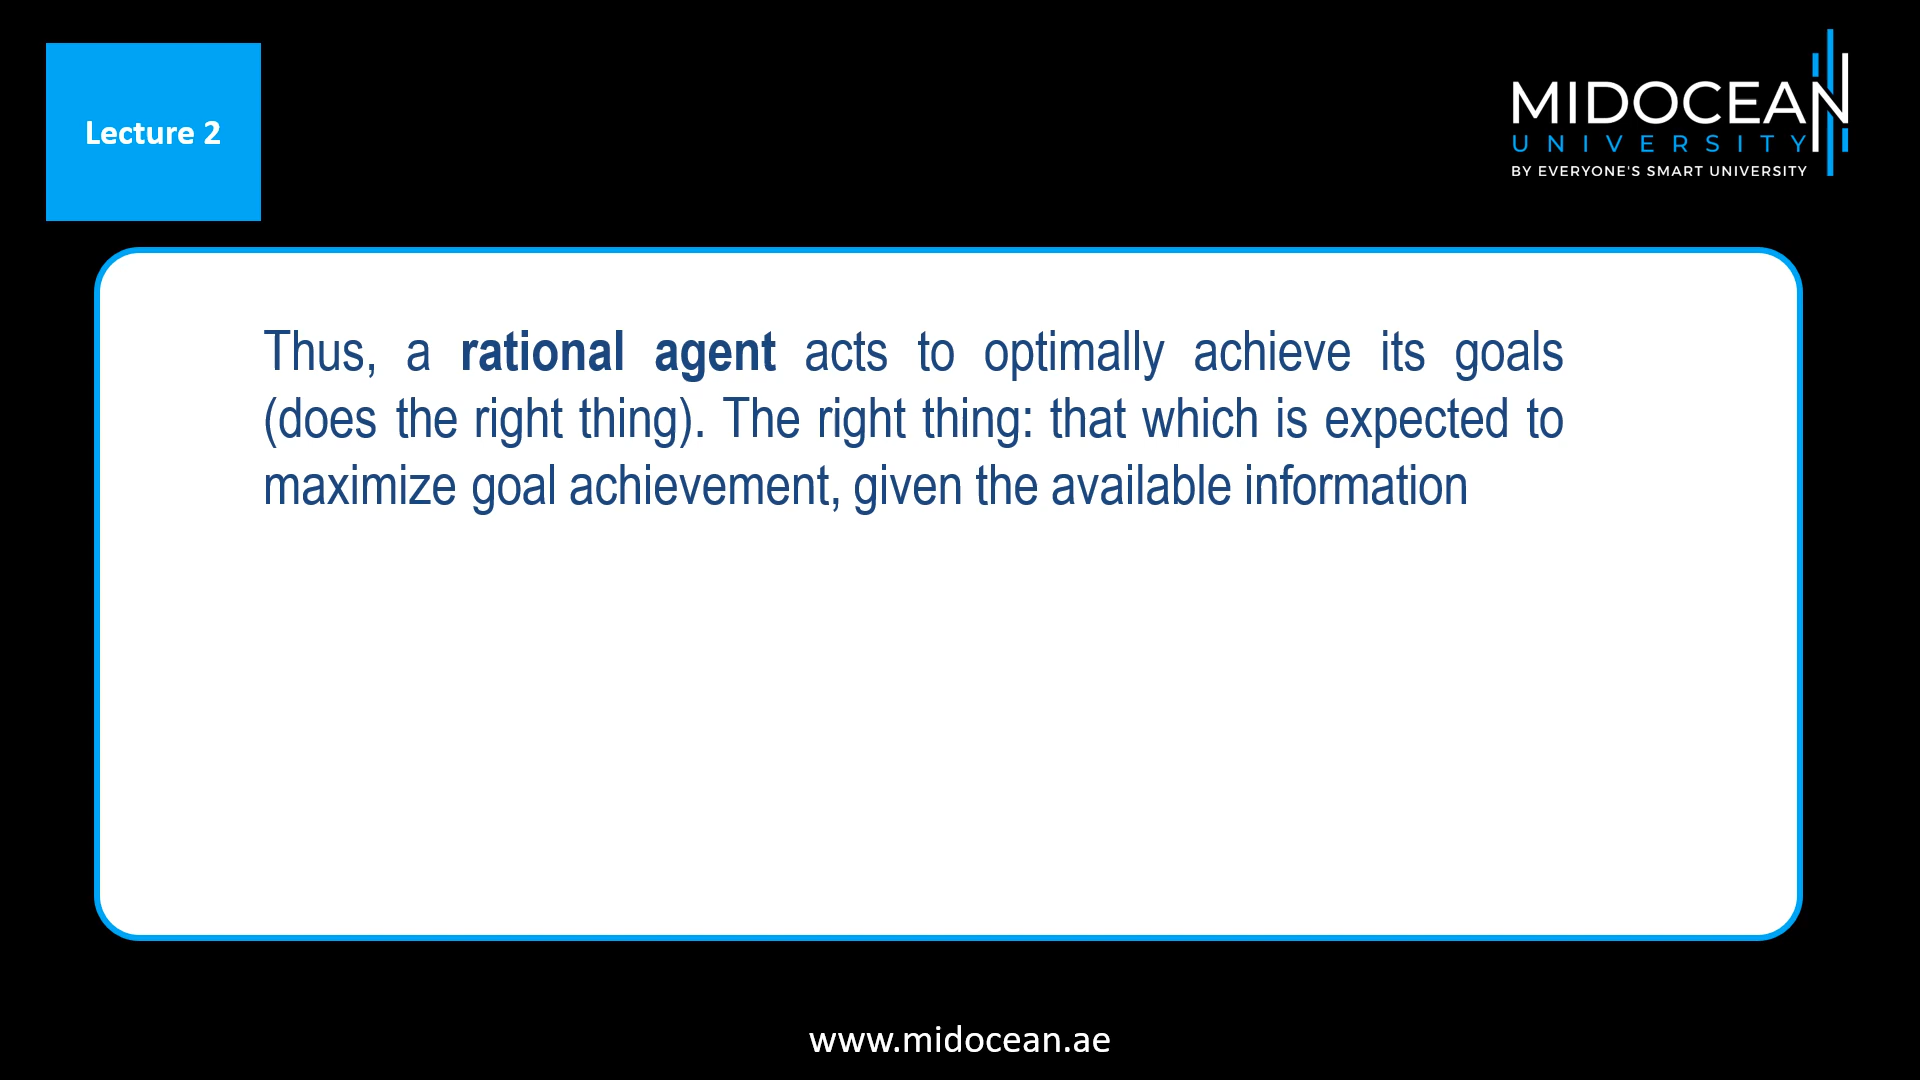 Lecture 2
MIDOCEAN
UNIVERSITY
BY EVERYONE'S SMART UNIVERSITY
Thus, a rational agent acts to optimally achieve its goals
(does the right thing). The right thing: that which is expected to
maximize goal achievement, given the available information
www.midocean.ae